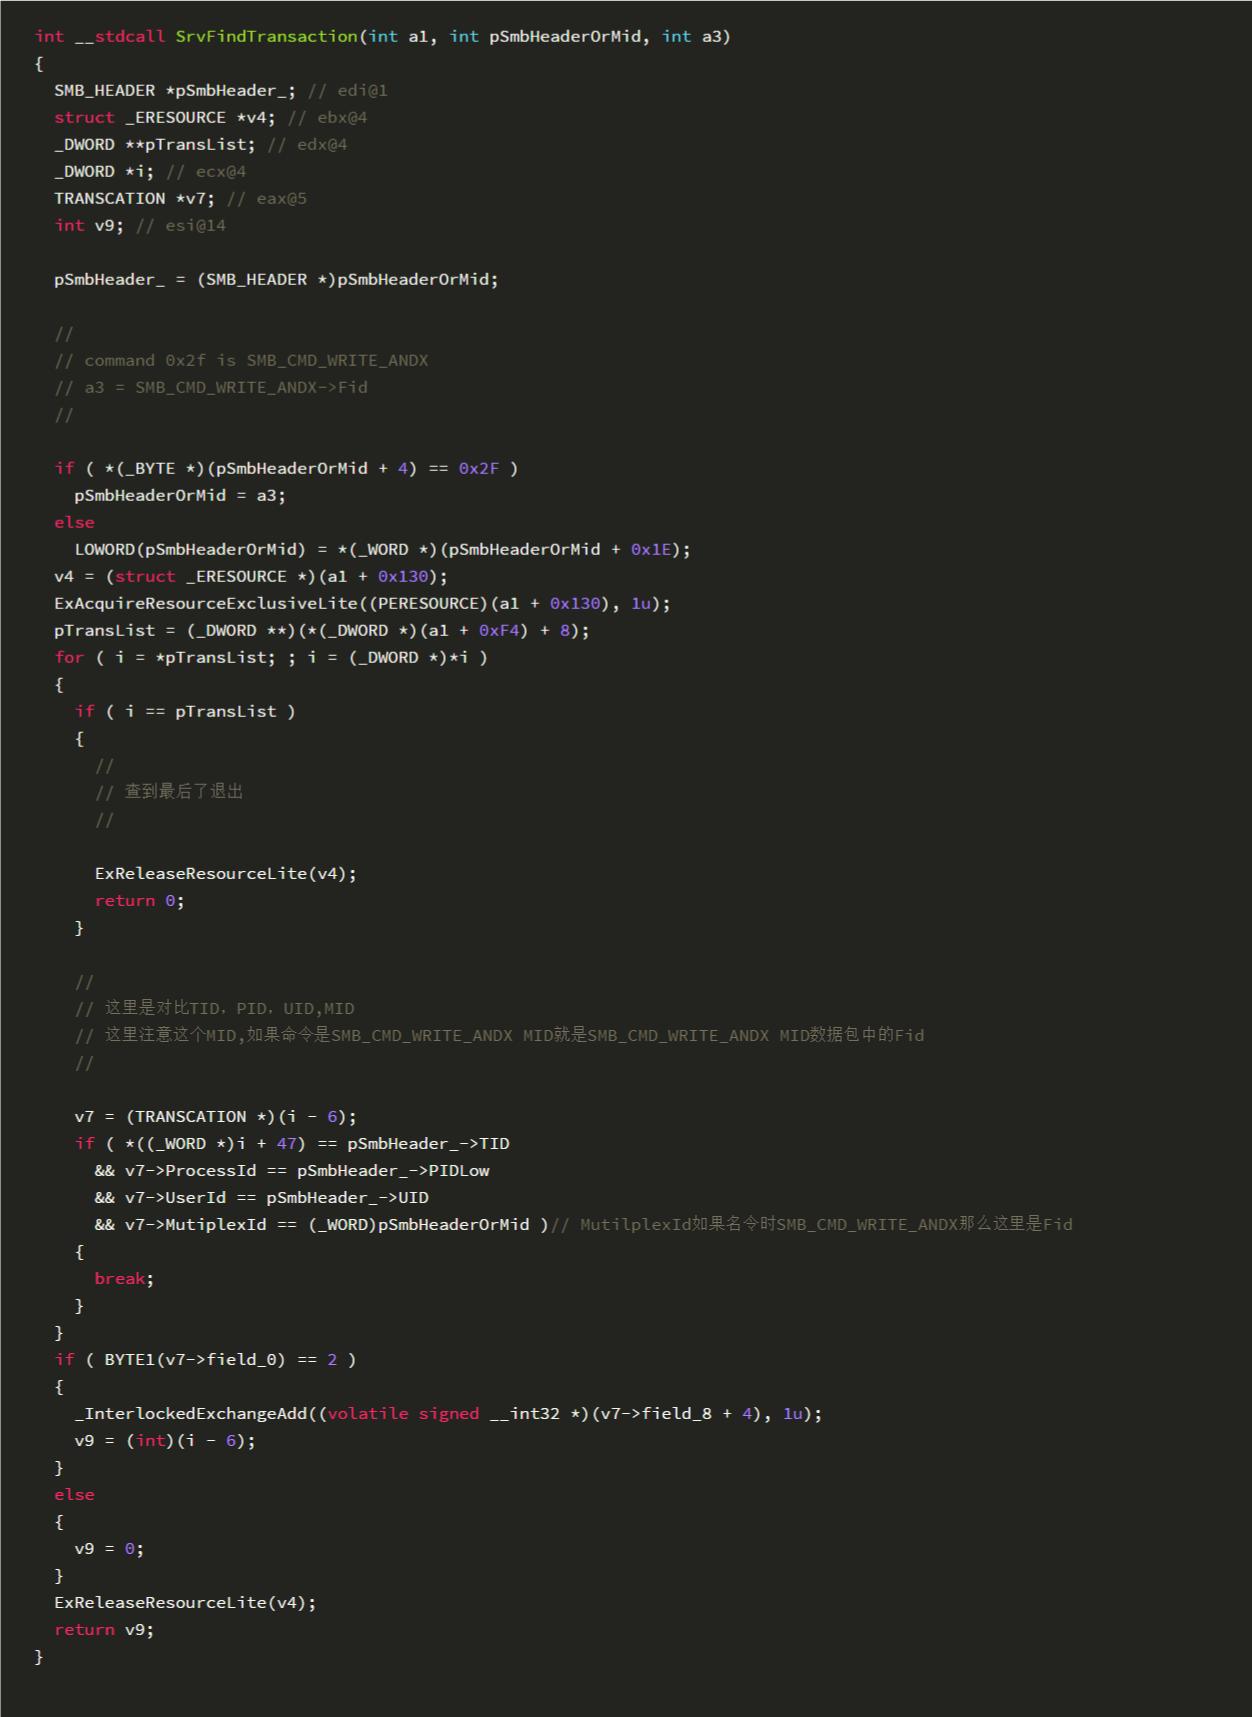 int __stdcall SrvFindTransaction(int a1, int pSmbHeaderOrMid, int a3)
{
  SMB_HEADER *pSmbHeader_; // edi@1
  struct _ERESOURCE *v4; // ebx@4
  _DWORD **pTransList; // edx@4
  _DWORD *i; // ecx@4
  TRANSCATION *v7; // eax@5
  int v9; // esi@14

  pSmbHeader_ = (SMB_HEADER *)pSmbHeaderOrMid;

  //
  // command 0x2f is SMB_CMD_WRITE_ANDX
  // a3 = SMB_CMD_WRITE_ANDX->Fid
  //

  if ( *(_BYTE *)(pSmbHeaderOrMid + 4) == 0x2F )
    pSmbHeaderOrMid = a3;
  else
    LOWORD(pSmbHeaderOrMid) = *(_WORD *)(pSmbHeaderOrMid + 0x1E);
  v4 = (struct _ERESOURCE *)(a1 + 0x130);
  ExAcquireResourceExclusiveLite((PERESOURCE)(a1 + 0x130), 1u);
  pTransList = (_DWORD **)(*(_DWORD *)(a1 + 0xF4) + 8);
  for ( i = *pTransList; ; i = (_DWORD *)*i )
  {
    if ( i == pTransList )
    {
      //
      // 查到最后了退出
      //

      ExReleaseResourceLite(v4);
      return 0;
    }

    //
    // 这里是对比TID，PID，UID,MID
    // 这里注意这个MID,如果命令是SMB_CMD_WRITE_ANDX MID就是SMB_CMD_WRITE_ANDX MID数据包中的Fid
    //

    v7 = (TRANSCATION *)(i - 6);
    if ( *((_WORD *)i + 47) == pSmbHeader_->TID
      && v7->ProcessId == pSmbHeader_->PIDLow
      && v7->UserId == pSmbHeader_->UID
      && v7->MutiplexId == (_WORD)pSmbHeaderOrMid )// MutilplexId如果名令时SMB_CMD_WRITE_ANDX那么这里是Fid
    {
      break;
    }
  }
  if ( BYTE1(v7->field_0) == 2 )
  {
    _InterlockedExchangeAdd((volatile signed __int32 *)(v7->field_8 + 4), 1u);
    v9 = (int)(i - 6);
  }
  else
  {
    v9 = 0;
  }
  ExReleaseResourceLite(v4);
  return v9;
}